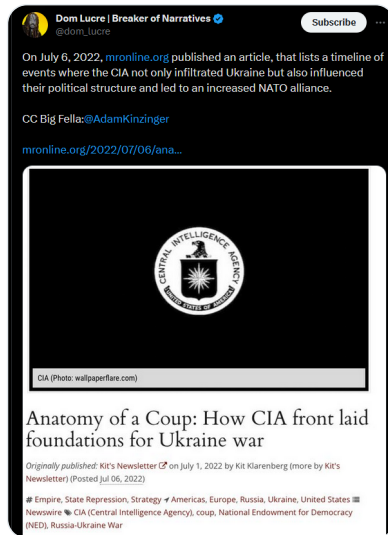 Dom Lucre | Breaker of Narratives
@dom_lucre
Subscribe
On July 6, 2022, mronline.org published an article, that lists a timeline of
events where the CIA not only infiltrated Ukraine but also influenced
their political structure and led to an increased NATO alliance.
CC Big Fella:@AdamKinzinger
mronline.org/2022/07/06/ana...
CENTRAL INTELLIGENCE AGENCY
UNITED STATES OF AMERICA
CIA (Photo: wallpaperflare.com)
Anatomy of a Coup: How CIA front laid
foundations for Ukraine war
Originally published: Kit's Newsletter on July 1, 2022 by Kit Klarenberg (more by Kit's
Newsletter) (Posted Jul 06, 2022)
# Empire, State Repression, Strategy Americas, Europe, Russia, Ukraine, United States
Newswire CIA (Central Intelligence Agency), coup, National Endowment for Democracy
(NED), Russia-Ukraine War